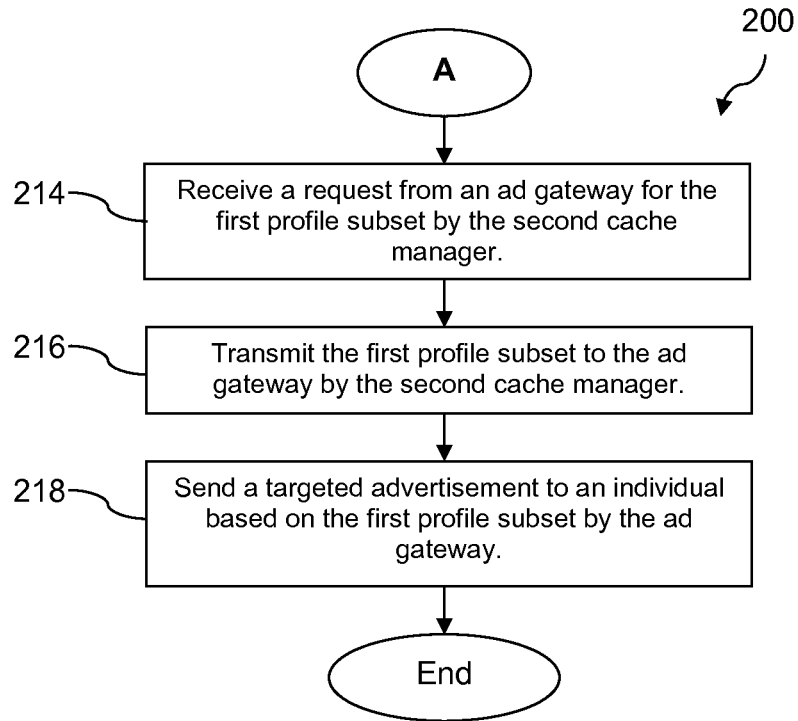 200
A
214
Receive a request from an ad gateway for the
first profile subset by the second cache
manager.
216
Transmit the first profile subset to the ad
gateway by the second cache manager.
218
Send a targeted advertisement to an individual
based on the first profile subset by the ad
gateway.
End